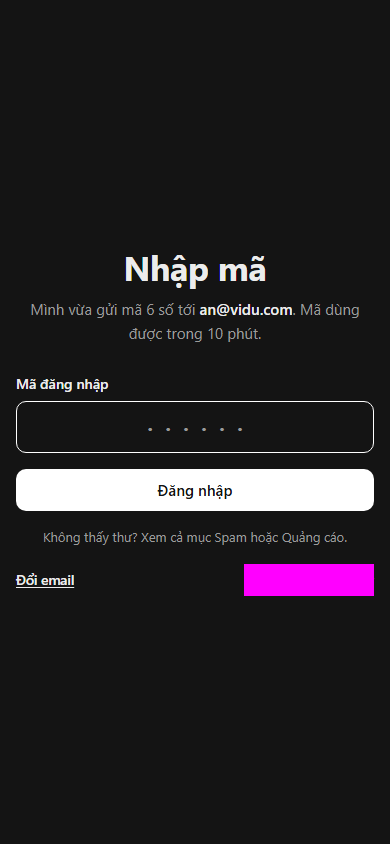 Nhập mã
Mình vừa gửi mã 6 số tới an@vidu.com. Mã dùng
được trong 10 phút.
Mã đăng nhập
• • • • • •
Đăng nhập
Không thấy thư? Xem cả mục Spam hoặc Quảng cáo.
Đổi email